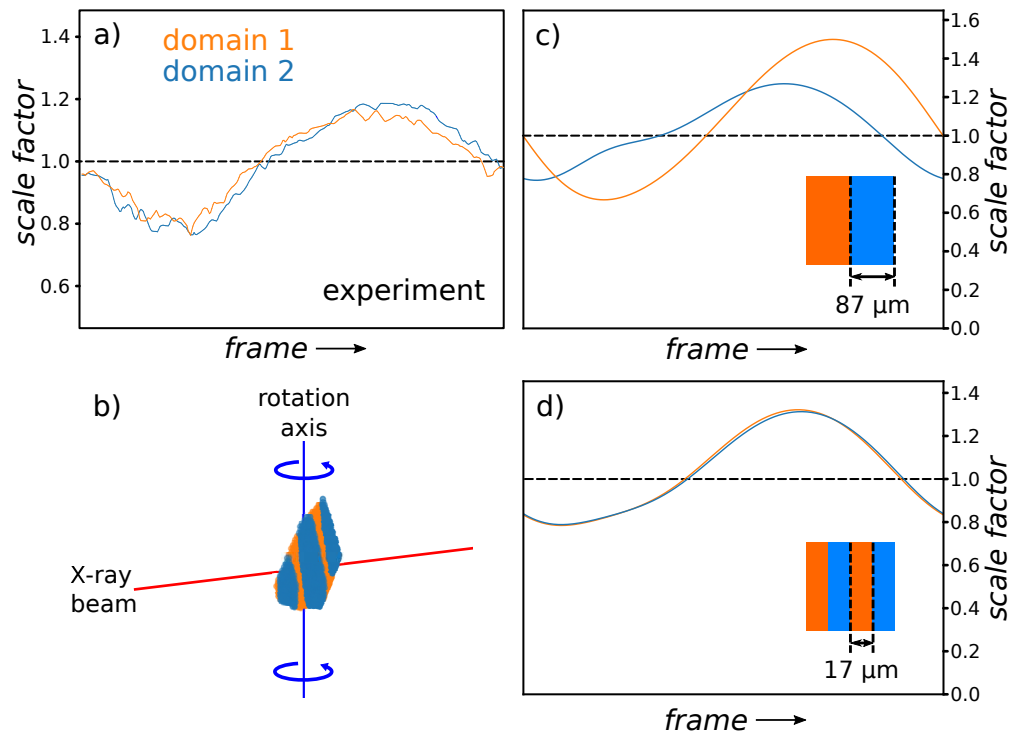 a)
domain 1
domain 2
1.4
1.2
1.0
0.8
0.6
scale factor
experiment
frame
c)
1.6
1.4
1.2
1.0
0.8
0.6
0.4
0.2
0.0
scale factor
87 µm
frame
b)
rotation
axis
X-ray
beam
d)
1.4
1.2
1.0
0.8
0.6
0.4
0.2
0.0
scale factor
17 µm
frame